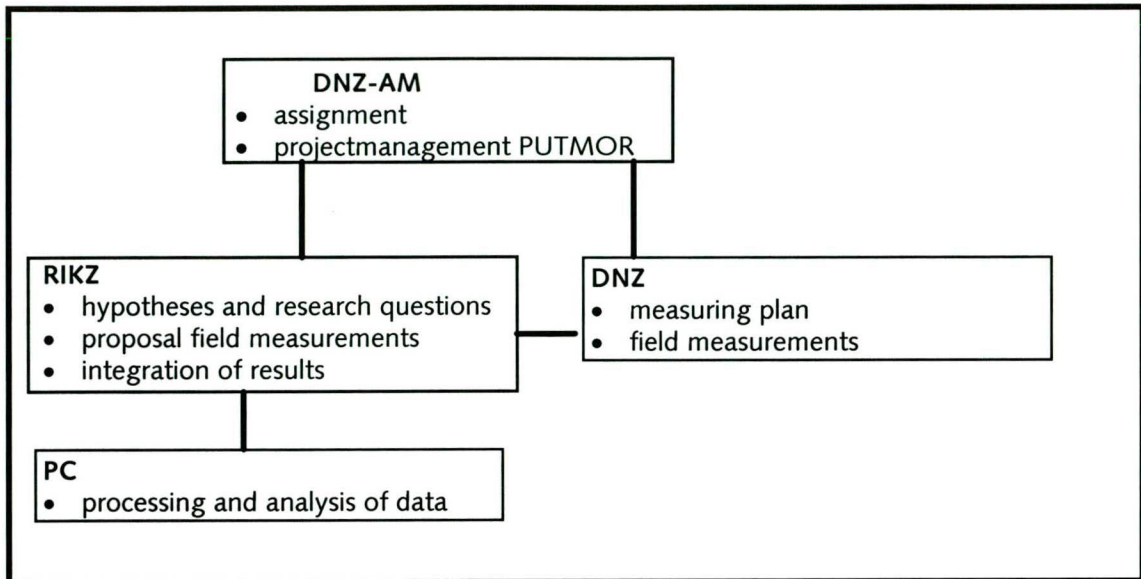 DNZ-AM
• assignment
• projectmanagement PUTMOR
RIKZ
• hypotheses and research questions
• proposal field measurements
• integration of results
DNZ
• measuring plan
• field measurements
PC
• processing and analysis of data